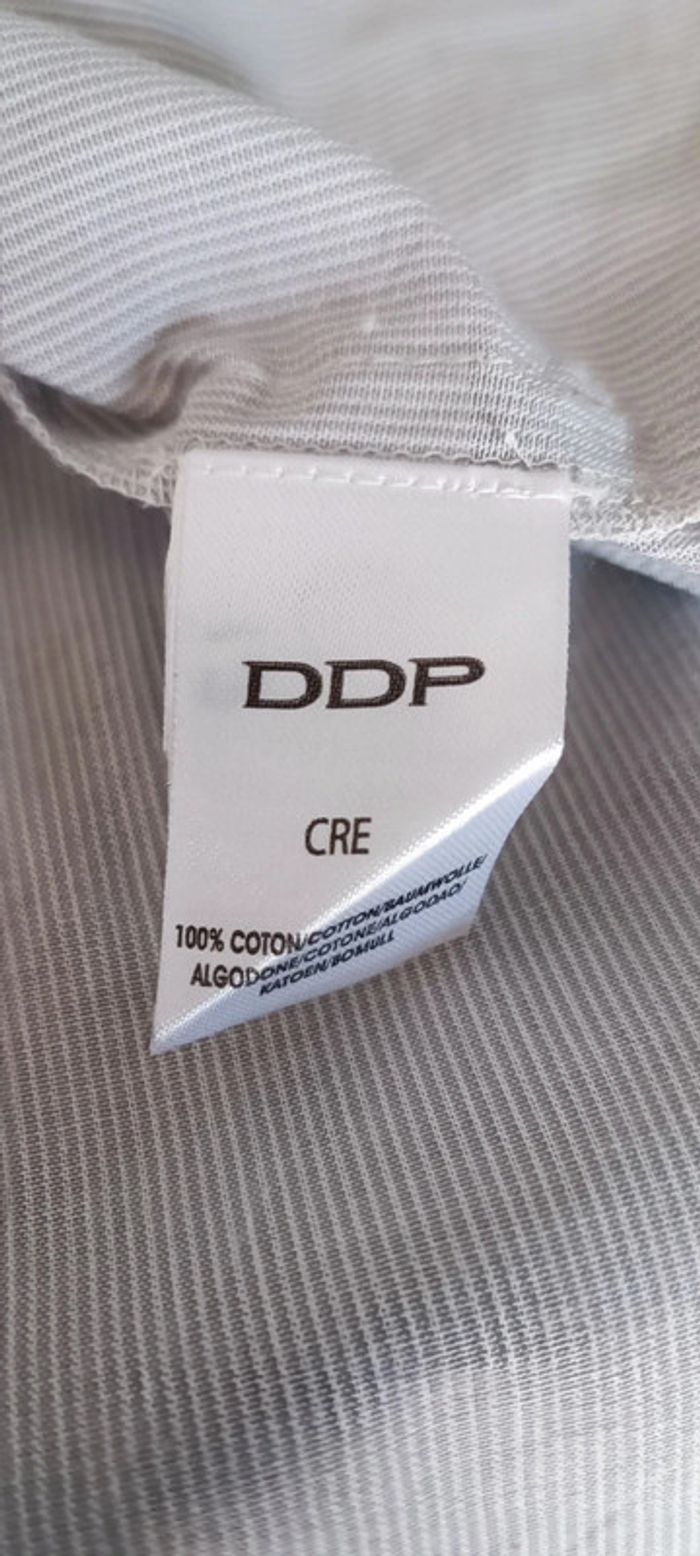 DDP
CRE
100% COTON/COTTON/BAUMWOLLE/
ALGODONE/COTONE/ALGODAO/
KATOEN/BOMULL